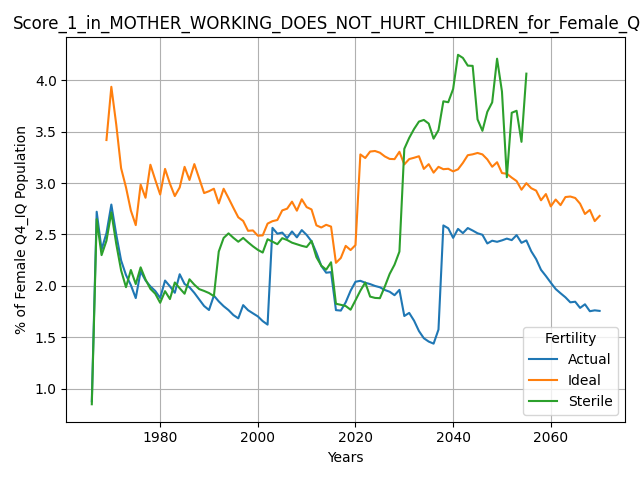 Score_1_in_MOTHER_WORKING_DOES_NOT_HURT_CHILDREN_for_Female_Q
% of Female Q4_IQ Population
4.0
3.5
3.0
2.5
2.0
1.5
1.0
1980
2000
2020
2040
2060
Years
Fertility
Actual
Ideal
Sterile